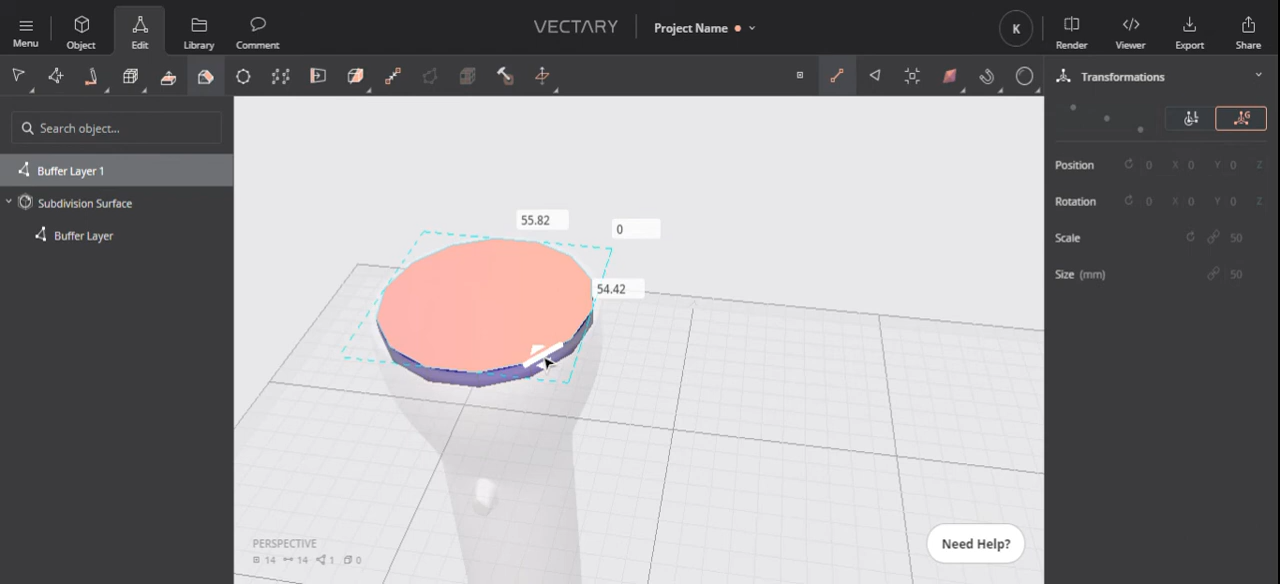 Menu
Object
Edit
Library
Comment
VECTARY
Project Name
K
Render
Viewer
Export
Share
Search object...
Buffer Layer 1
Subdivision Surface
Buffer Layer
55.82
0
54.42
Transformations
L
G
Position 0 X 0 Y 0 Z
Rotation 0 X 0 Y 0 Z
Scale 50
Size (mm) 50
PERSPECTIVE
14 14 1 0
Need Help?